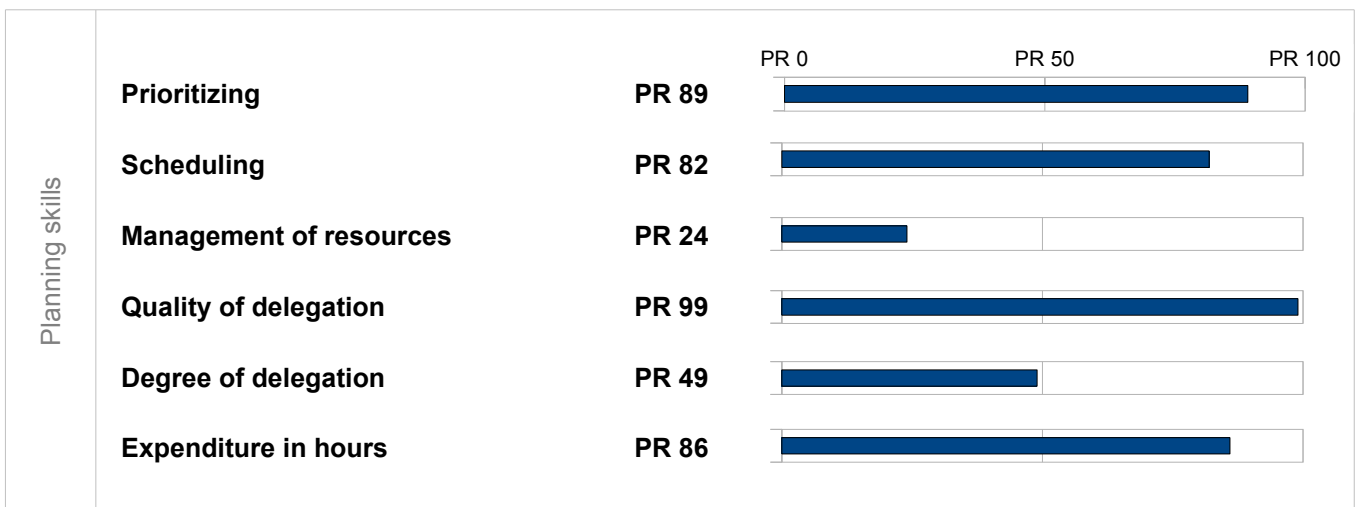 PR 0 PR 50 PR 100
Prioritizing PR 89
Scheduling PR 82
Management of resources PR 24
Quality of delegation PR 99
Degree of delegation PR 49
Expenditure in hours PR 86
Planning skills